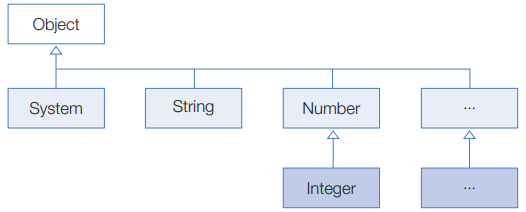 Object
System
String
Number
...
Integer
...